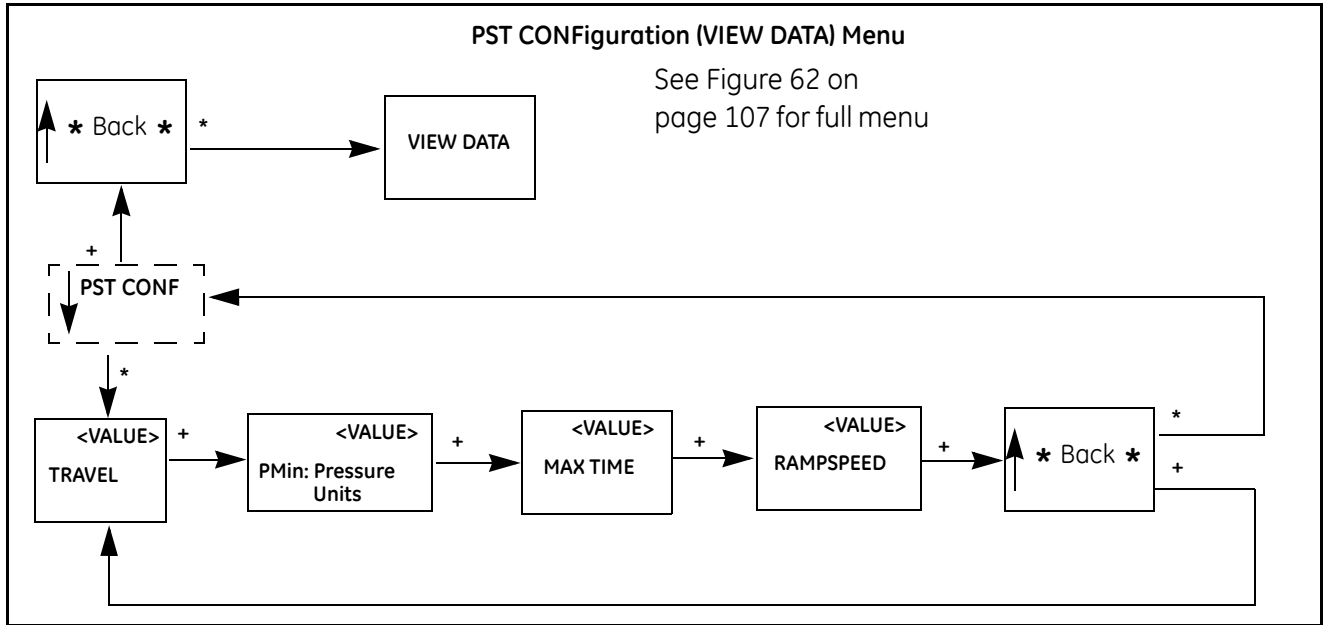 PST CONFiguration (VIEW DATA) Menu
See Figure 62 on
page 107 for full menu
* Back *
*
VIEW DATA
+
PST CONF
*
<VALUE>
TRAVEL
+
<VALUE>
PMin: Pressure
Units
+
<VALUE>
MAX TIME
+
<VALUE>
RAMPSPEED
+
* Back *
*
+